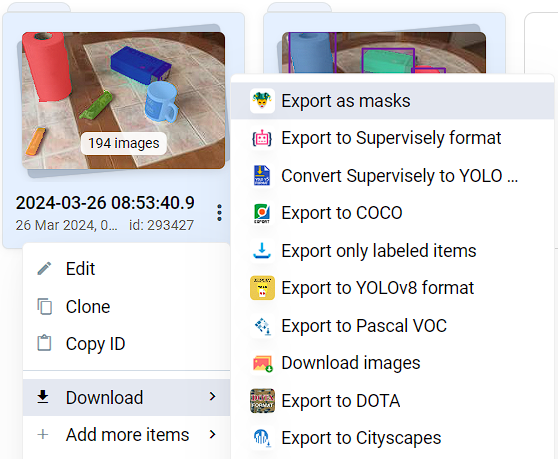 194 images
2024-03-26 08:53:40.9
26 Mar 2024, 0... id: 293427
Edit
Clone
Copy ID
Download
Add more items
Export as masks
Export to Supervisely format
Convert Supervisely to YOLO ...
Export to COCO
Export only labeled items
Export to YOLOv8 format
Export to Pascal VOC
Download images
Export to DOTA
Export to Cityscapes